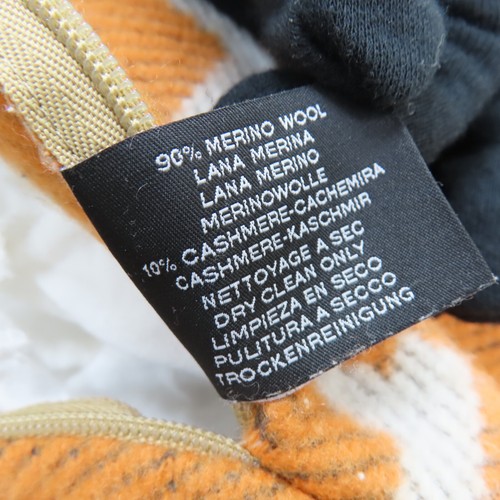 90% MERINO WOOL
LANA MERINA
LANA MERINO
MERINOWOLLE
10% CASHMERE-CACHEMIRA
CASHMERE-KASCHMIR
NETTOYAGE A SEC
DRY CLEAN ONLY
LIMPIEZA EN SECO
PULITURA A SECCO
TROCKENREINIGUNG